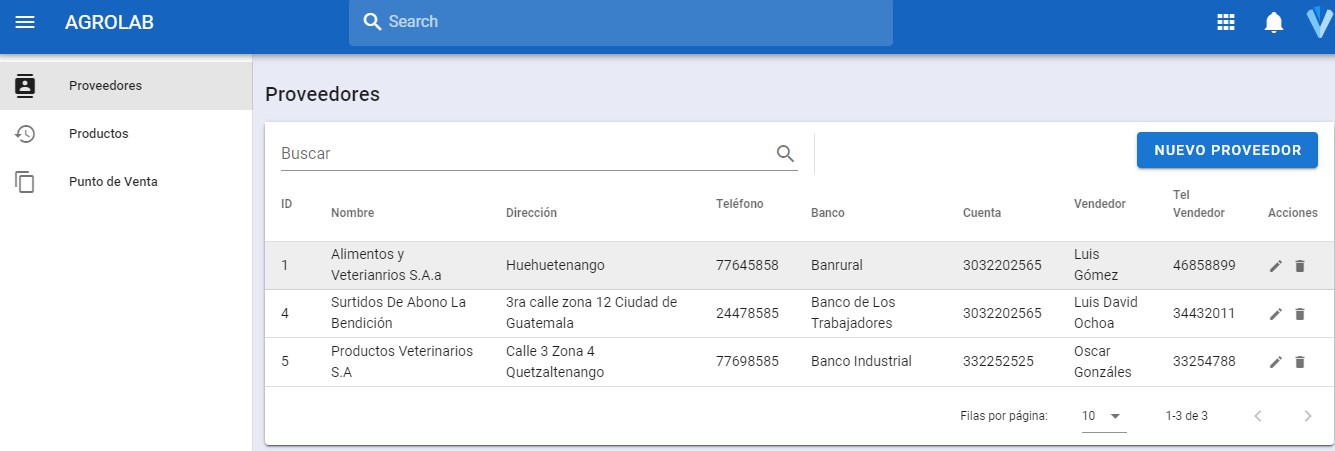 AGROLAB
Search
Proveedores
Productos
Punto de Venta
Proveedores
Buscar
NUEVO PROVEEDOR
ID Nombre Dirección Teléfono Banco Cuenta Vendedor Tel Vendedor Acciones
1 Alimentos y Veterianrios S.A.a Huehuetenango 77645858 Banrural 3032202565 Luis Gómez 46858899
4 Surtidos De Abono La Bendición 3ra calle zona 12 Ciudad de Guatemala 24478585 Banco de Los Trabajadores 3032202565 Luis David Ochoa 34432011
5 Productos Veterinarios S.A Calle 3 Zona 4 Quetzaltenango 77698585 Banco Industrial 332252525 Oscar Gonzáles 33254788
Filas por página: 10 1-3 de 3